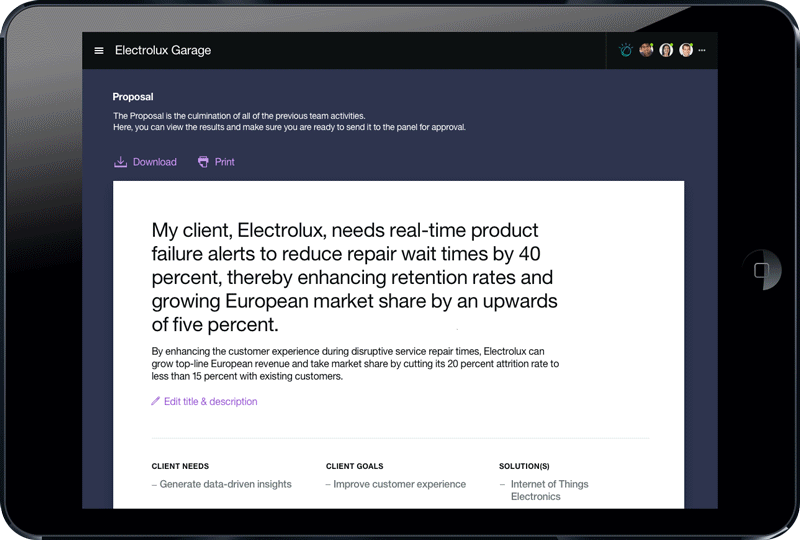 Electrolux Garage
Proposal
The Proposal is the culmination of all of the previous team activities.
Here, you can view the results and make sure you are ready to send it to the panel for approval.
Download Print
My client, Electrolux, needs real-time product
failure alerts to reduce repair wait times by 40
percent, thereby enhancing retention rates and
growing European market share by an upwards
of five percent.
By enhancing the customer experience during disruptive service repair times, Electrolux can
grow top-line European revenue and take market share by cutting its 20 percent attrition rate to
less than 15 percent with existing customers.
Edit title & description
CLIENT NEEDS CLIENT GOALS SOLUTION(S)
– Generate data-driven insights – Improve customer experience – Internet of Things
Electronics